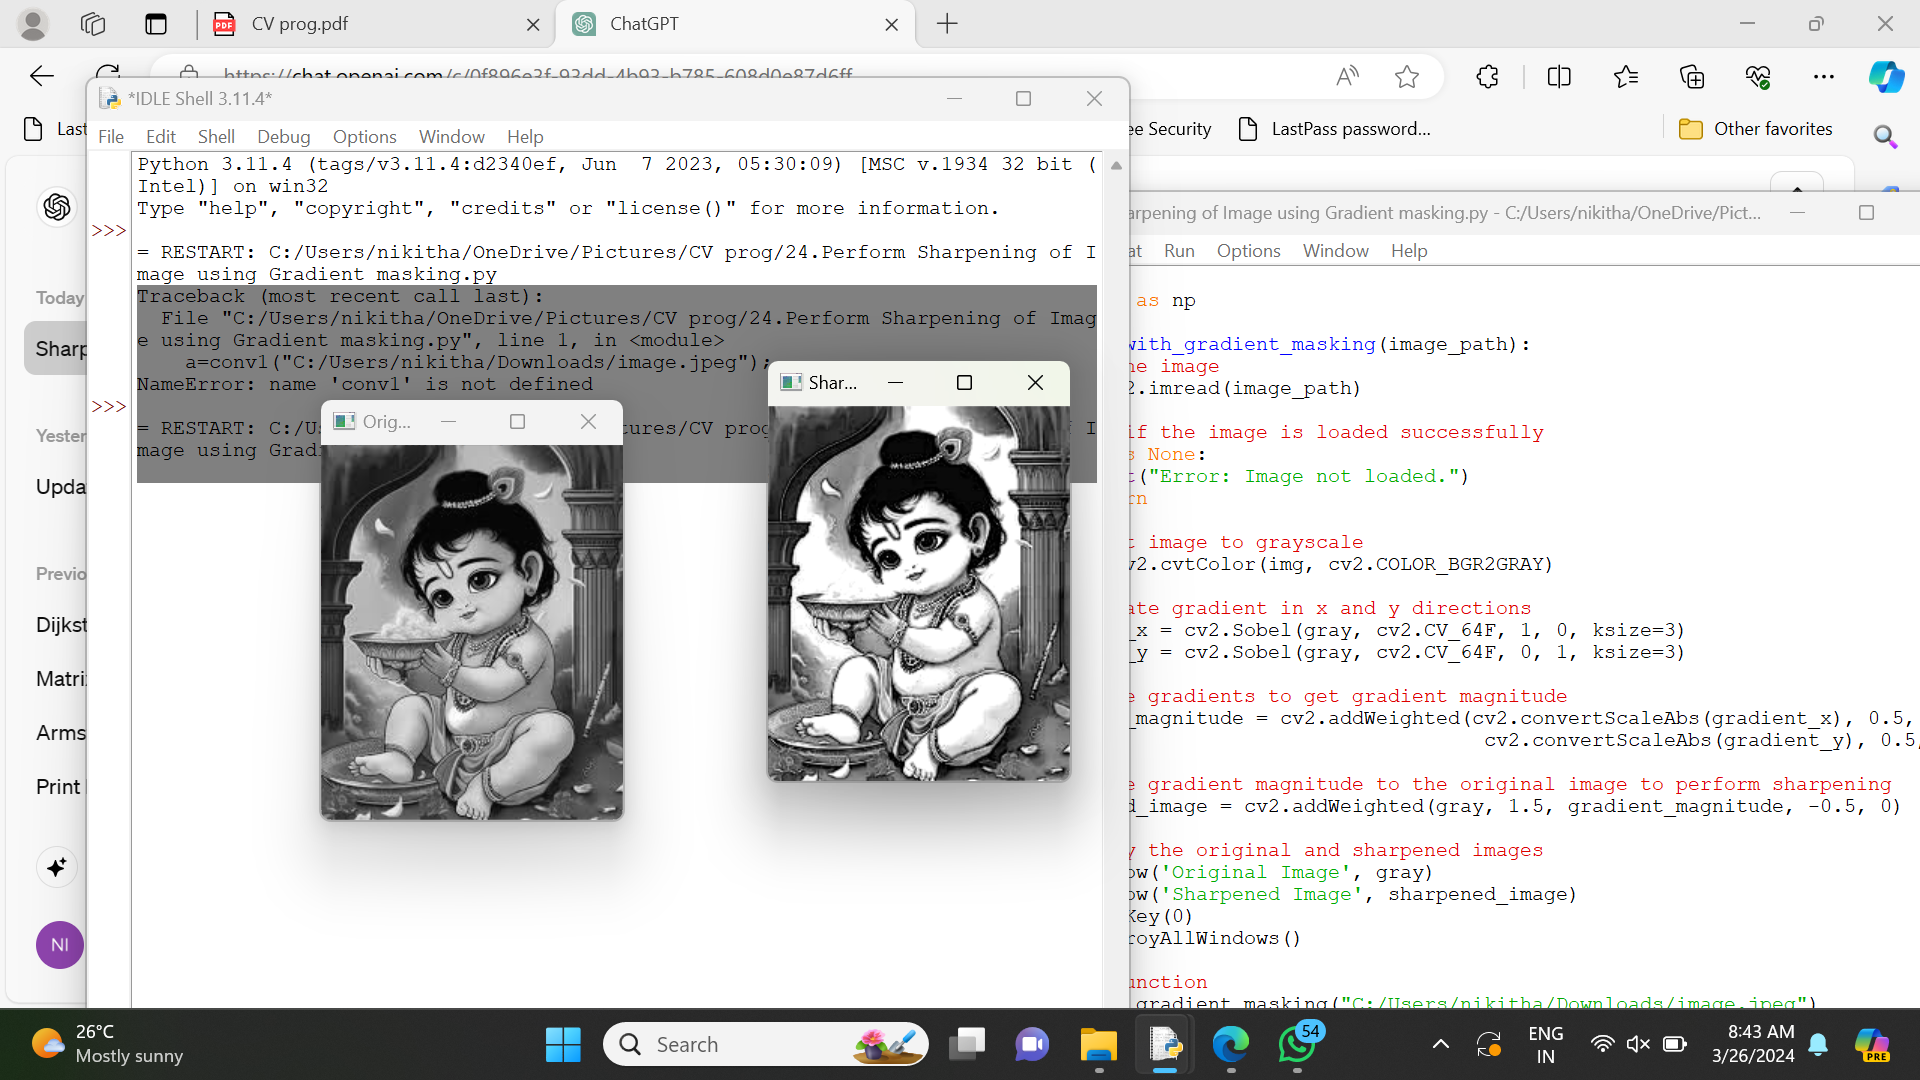 CV prog.pdf
ChatGPT
https://chat.openai.com/c/0f896e3f-93dd-4b93-b785-608d0e87d6ff
ee Security
LastPass password...
Other favorites
Today
Sharp
Yester
Upda
Previo
Dijkst
Matri
Arms
Print
NI
*IDLE Shell 3.11.4*
File Edit Shell Debug Options Window Help
Python 3.11.4 (tags/v3.11.4:d2340ef, Jun  7 2023, 05:30:09) [MSC v.1934 32 bit (
Intel)] on win32
Type "help", "copyright", "credits" or "license()" for more information.
>>>
= RESTART: C:/Users/nikitha/OneDrive/Pictures/CV prog/24.Perform Sharpening of I
mage using Gradient masking.py
Traceback (most recent call last):
  File "C:/Users/nikitha/OneDrive/Pictures/CV prog/24.Perform Sharpening of Imag
e using Gradient masking.py", line 1, in <module>
    a=conv1("C:/Users/nikitha/Downloads/image.jpeg");
NameError: name 'conv1' is not defined
>>>
= RESTART: C:/U tures/CV prog I
mage using Gradi
Orig...
Shar...
arpening of Image using Gradient masking.py - C:/Users/nikitha/OneDrive/Pict...
at Run Options Window Help
as np
with_gradient_masking(image_path):
he image
2.imread(image_path)
if the image is loaded successfully
s None:
t("Error: Image not loaded.")
rn
t image to grayscale
v2.cvtColor(img, cv2.COLOR_BGR2GRAY)
ate gradient in x and y directions
_x = cv2.Sobel(gray, cv2.CV_64F, 1, 0, ksize=3)
_y = cv2.Sobel(gray, cv2.CV_64F, 0, 1, ksize=3)
e gradients to get gradient magnitude
_magnitude = cv2.addWeighted(cv2.convertScaleAbs(gradient_x), 0.5,
cv2.convertScaleAbs(gradient_y), 0.5,
e gradient magnitude to the original image to perform sharpening
d_image = cv2.addWeighted(gray, 1.5, gradient_magnitude, -0.5, 0)
y the original and sharpened images
ow('Original Image', gray)
ow('Sharpened Image', sharpened_image)
Key(0)
royAllWindows()
unction
gradient_masking("C:/Users/nikitha/Downloads/image.jpeg")
26°C
Mostly sunny
Search
54
ENG
IN
8:43 AM
3/26/2024
PRE